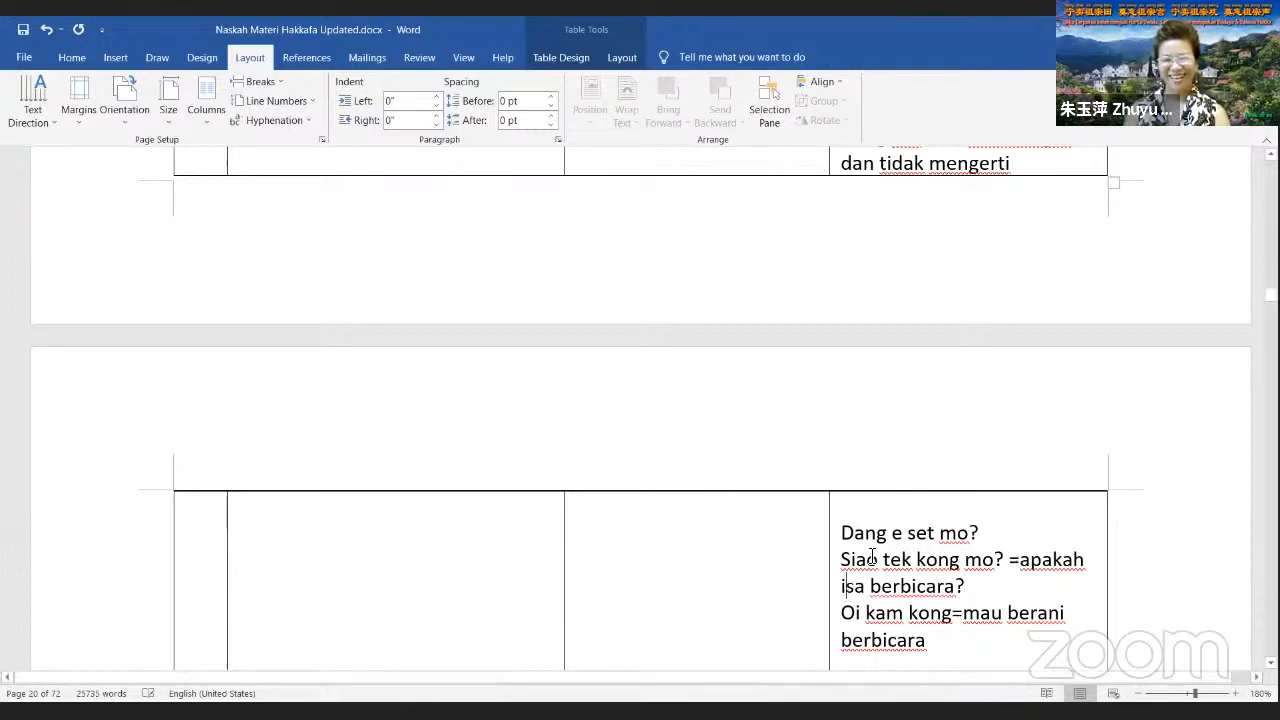 Naskah Materi Hakkafa Updated.docx - Word
Table Tools
朱玉萍 Zhuyu ...
File Home Insert Draw Design Layout References Mailings Review View Help Table Design Layout Tell me what you want to do
Text Direction
Margins
Orientation
Size
Columns
Breaks
Line Numbers
Hyphenation
Page Setup
Indent
Left: 0"
Right: 0"
Spacing
Before: 0 pt
After: 0 pt
Paragraph
Position
Wrap Text
Bring Forward
Send Backward
Selection Pane
Align
Group
Rotate
Arrange
dan tidak mengerti
Dang e set mo?
Siao tek kong mo? =apakah
isa berbicara?
Oi kam kong=mau berani
berbicara
zoom
Page 20 of 72 25735 words English (United States) 180%